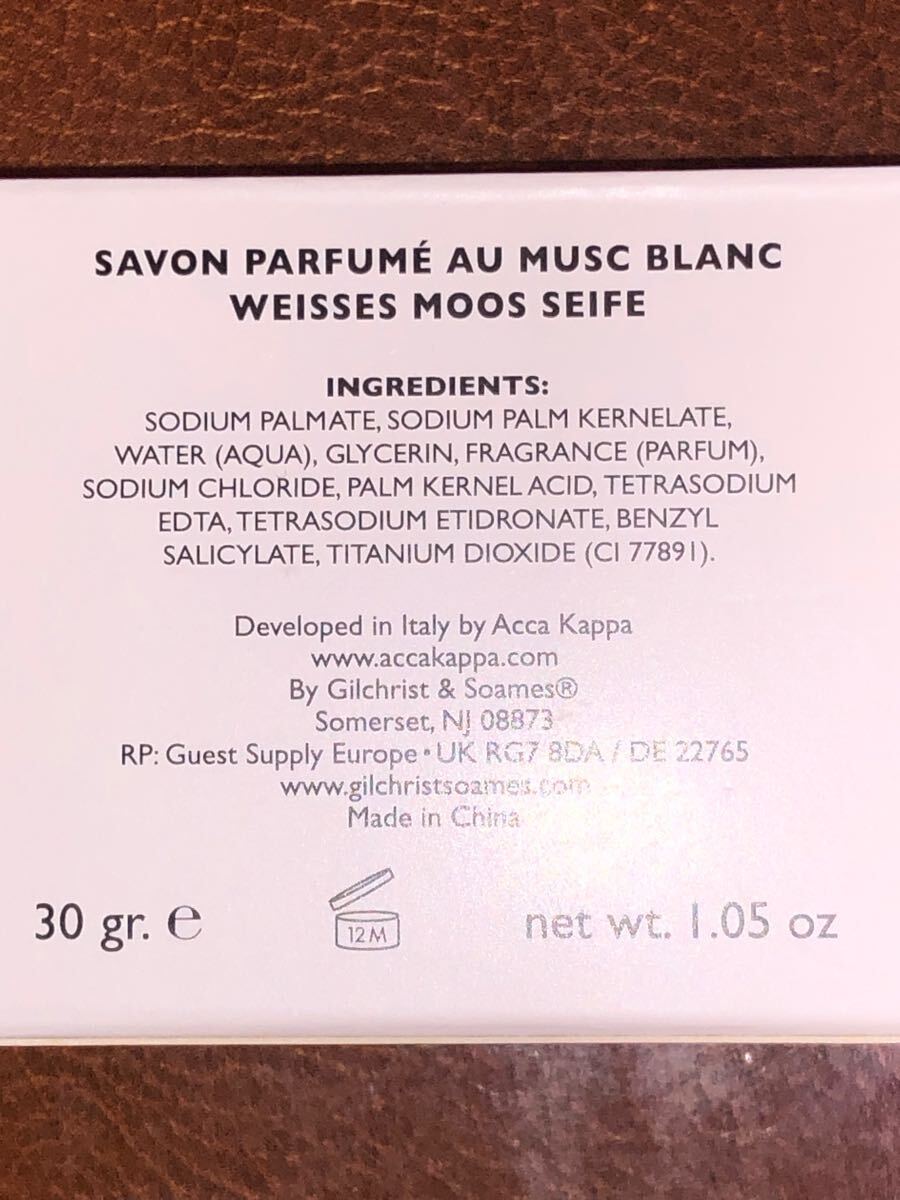 SAVON PARFUMÉ AU MUSC BLANC
WEISSES MOOS SEIFE
INGREDIENTS:
SODIUM PALMATE, SODIUM PALM KERNELATE,
WATER (AQUA), GLYCERIN, FRAGRANCE (PARFUM),
SODIUM CHLORIDE, PALM KERNEL ACID, TETRASODIUM
EDTA, TETRASODIUM ETIDRONATE, BENZYL
SALICYLATE, TITANIUM DIOXIDE (CI 77891).
Developed in Italy by Acca Kappa
www.accakappa.com
By Gilchrist & Soames®
Somerset, NJ 08873
RP: Guest Supply Europe • UK RG7 8DA / DE 22765
www.gilchristsoames.com
Made in China
30 gr. ℮
12M
net wt. 1.05 oz